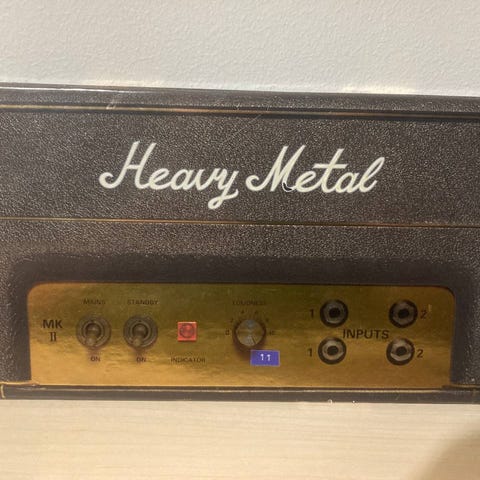 Heavy Metal
MAINS STANDBY LOUDNESS
MK
II
1 2
INPUTS
1 2
ON ON INDICATOR
11